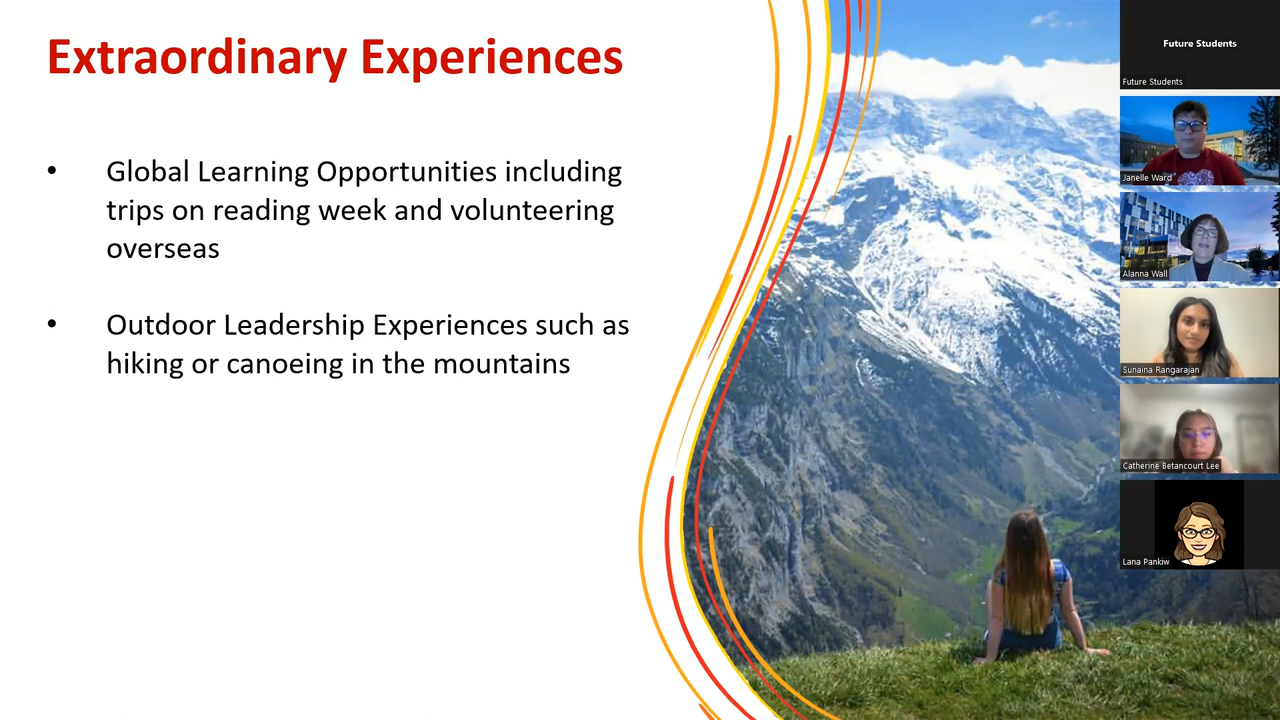 Extraordinary Experiences
• Global Learning Opportunities including
trips on reading week and volunteering
overseas
• Outdoor Leadership Experiences such as
hiking or canoeing in the mountains
Future Students
Future Students
Janelle Ward
Alanna Wall
Sunaina Rangarajan
Catherine Betancourt Lee
Lana Pankiw